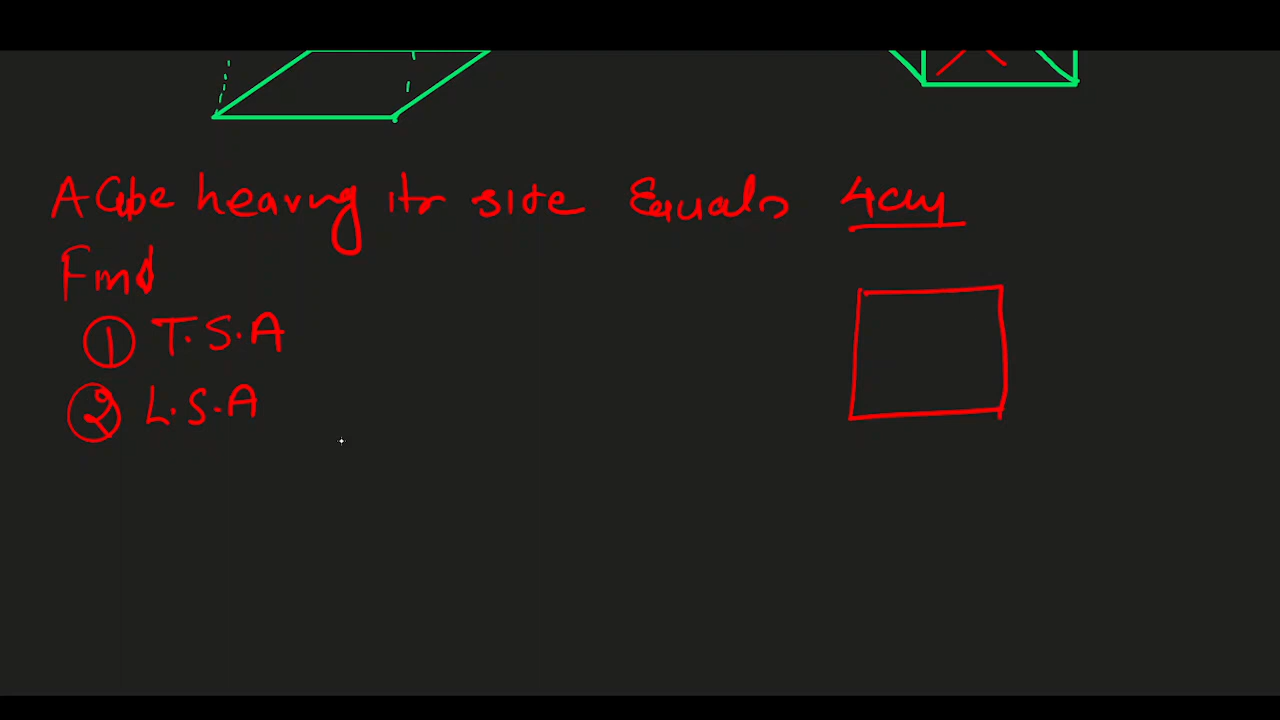 A Cube heaving its side Equals 4cm
Find
① T.S.A
② L.S.A